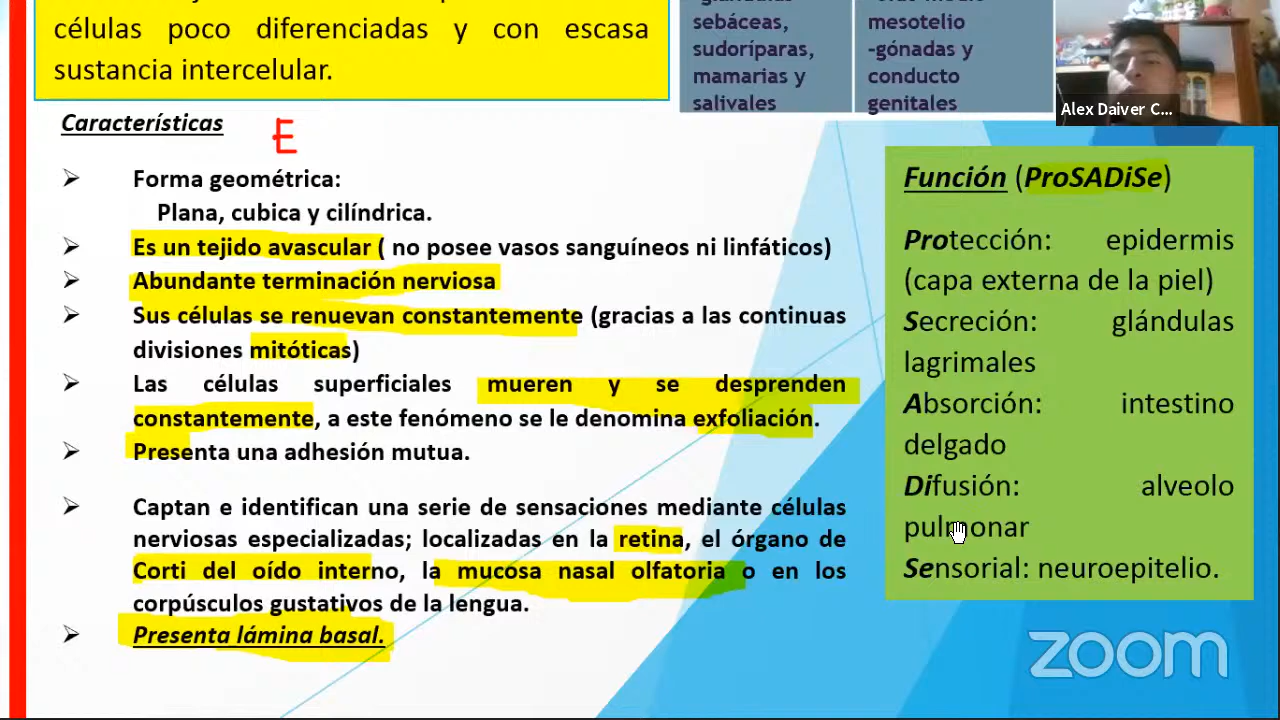 células poco diferenciadas y con escasa
sustancia intercelular.
sebáceas,
sudoríparas,
mamarias y
salivales
mesotelio
-gónadas y
conducto
genitales
Alex Daiver C...
Características
E
Forma geométrica:
Plana, cubica y cilíndrica.
Es un tejido avascular ( no posee vasos sanguíneos ni linfáticos)
Abundante terminación nerviosa
Sus células se renuevan constantemente (gracias a las continuas
divisiones mitóticas)
Las células superficiales mueren y se desprenden
constantemente, a este fenómeno se le denomina exfoliación.
Presenta una adhesión mutua.
Captan e identifican una serie de sensaciones mediante células
nerviosas especializadas; localizadas en la retina, el órgano de
Corti del oído interno, la mucosa nasal olfatoria o en los
corpúsculos gustativos de la lengua.
Presenta lámina basal.
Función (ProSADiSe)
Protección: epidermis
(capa externa de la piel)
Secreción: glándulas
lagrimales
Absorción: intestino
delgado
Difusión: alveolo
pulmonar
Sensorial: neuroepitelio.
zoom